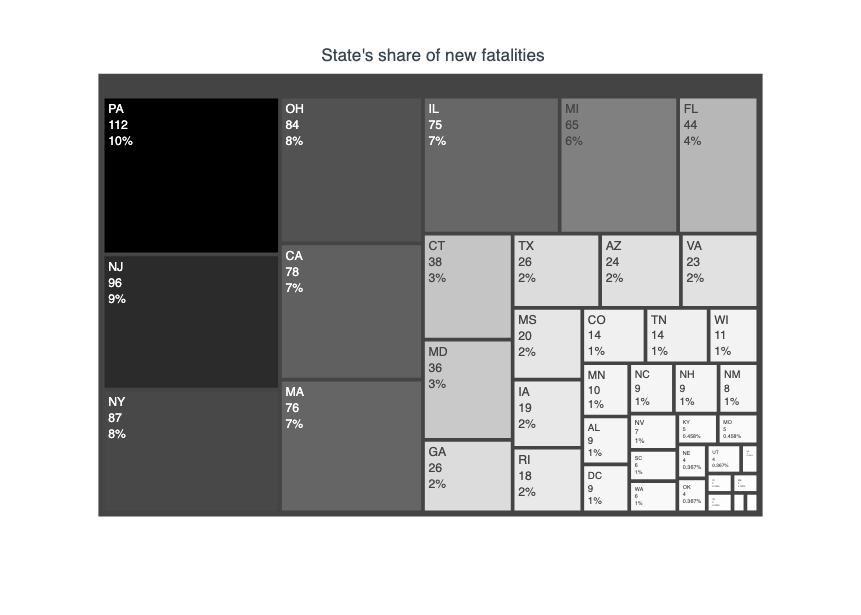 State's share of new fatalities
PA
112
10%
NJ
96
9%
NY
87
8%
OH
84
8%
CA
78
7%
MA
76
7%
IL
75
7%
MI
65
6%
FL
44
4%
CT
38
3%
MD
36
3%
GA
26
2%
TX
26
2%
AZ
24
2%
VA
23
2%
MS
20
2%
IA
19
2%
RI
18
2%
CO
14
1%
TN
14
1%
WI
11
1%
MN
10
1%
AL
9
1%
DC
9
1%
NC
9
1%
NH
9
1%
NM
8
1%
NV
7
1%
SC
6
1%
WA
6
1%
KY
5
0.458%
MO
5
0.458%
NE
4
0.367%
OK
4
0.367%
UT
4
0.367%